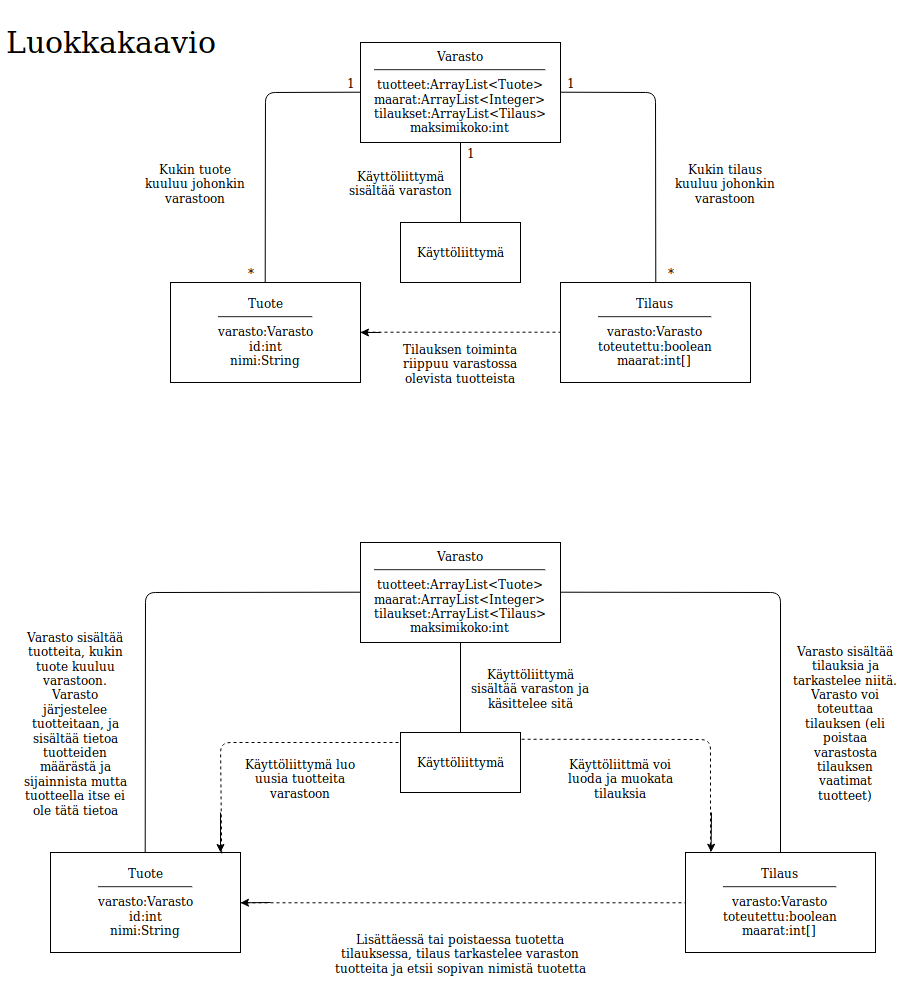 Luokkakaavio
Varasto
tuotteet:ArrayList<Tuote>
maarat:ArrayList<Integer>
tilaukset:ArrayList<Tilaus>
maksimikoko:int
1
1
1
Kukin tuote
kuuluu johonkin
varastoon
Käyttöliittymä
sisältää varaston
Kukin tilaus
kuuluu johonkin
varastoon
Käyttöliittymä
*
*
Tuote
varasto:Varasto
id:int
nimi:String
Tilauksen toiminta
riippuu varastossa
olevista tuotteista
Tilaus
varasto:Varasto
toteutettu:boolean
maarat:int[]
Varasto
tuotteet:ArrayList<Tuote>
maarat:ArrayList<Integer>
tilaukset:ArrayList<Tilaus>
maksimikoko:int
Varasto sisältää
tuotteita, kukin
tuote kuuluu
varastoon.
Varasto
järjestelee
tuotteitaan, ja
sisältää tietoa
tuotteiden
määrästä ja
sijainnista mutta
tuotteella itse ei
ole tätä tietoa
Käyttöliittymä
sisältää varaston ja
käsittelee sitä
Varasto sisältää
tilauksia ja
tarkastelee niitä.
Varasto voi
toteuttaa
tilauksen (eli
poistaa
varastosta
tilauksen
vaatimat
tuotteet)
Käyttöliittymä luo
uusia tuotteita
varastoon
Käyttöliittymä
Käyttöliittmä voi
luoda ja muokata
tilauksia
Tuote
varasto:Varasto
id:int
nimi:String
Tilaus
varasto:Varasto
toteutettu:boolean
maarat:int[]
Lisättäessä tai poistaessa tuotetta
tilauksessa, tilaus tarkastelee varaston
tuotteita ja etsii sopivan nimistä tuotetta